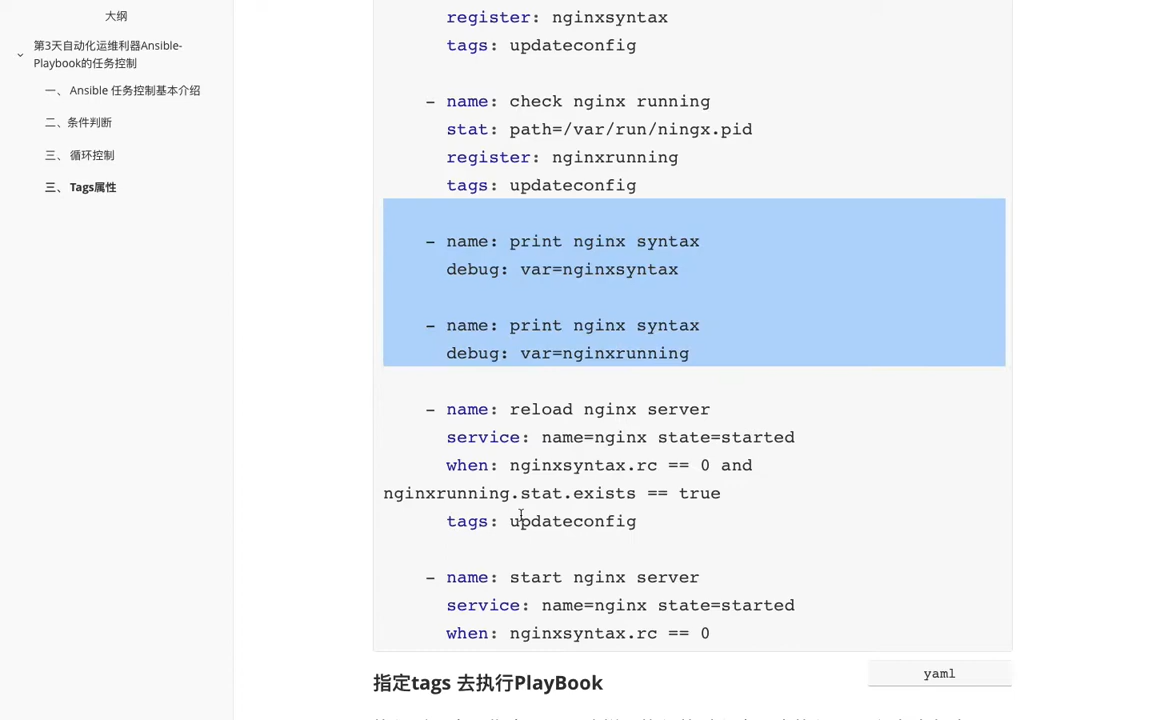 大纲
第3天自动化运维利器Ansible-
Playbook的任务控制
一、 Ansible 任务控制基本介绍
二、条件判断
三、 循环控制
三、 Tags属性
register: nginxsyntax
tags: updateconfig
- name: check nginx running
stat: path=/var/run/ningx.pid
register: nginxrunning
tags: updateconfig
- name: print nginx syntax
debug: var=nginxsyntax
- name: print nginx syntax
debug: var=nginxrunning
- name: reload nginx server
service: name=nginx state=started
when: nginxsyntax.rc == 0 and
nginxrunning.stat.exists == true
tags: updateconfig
- name: start nginx server
service: name=nginx state=started
when: nginxsyntax.rc == 0
yaml
指定tags 去执行PlayBook